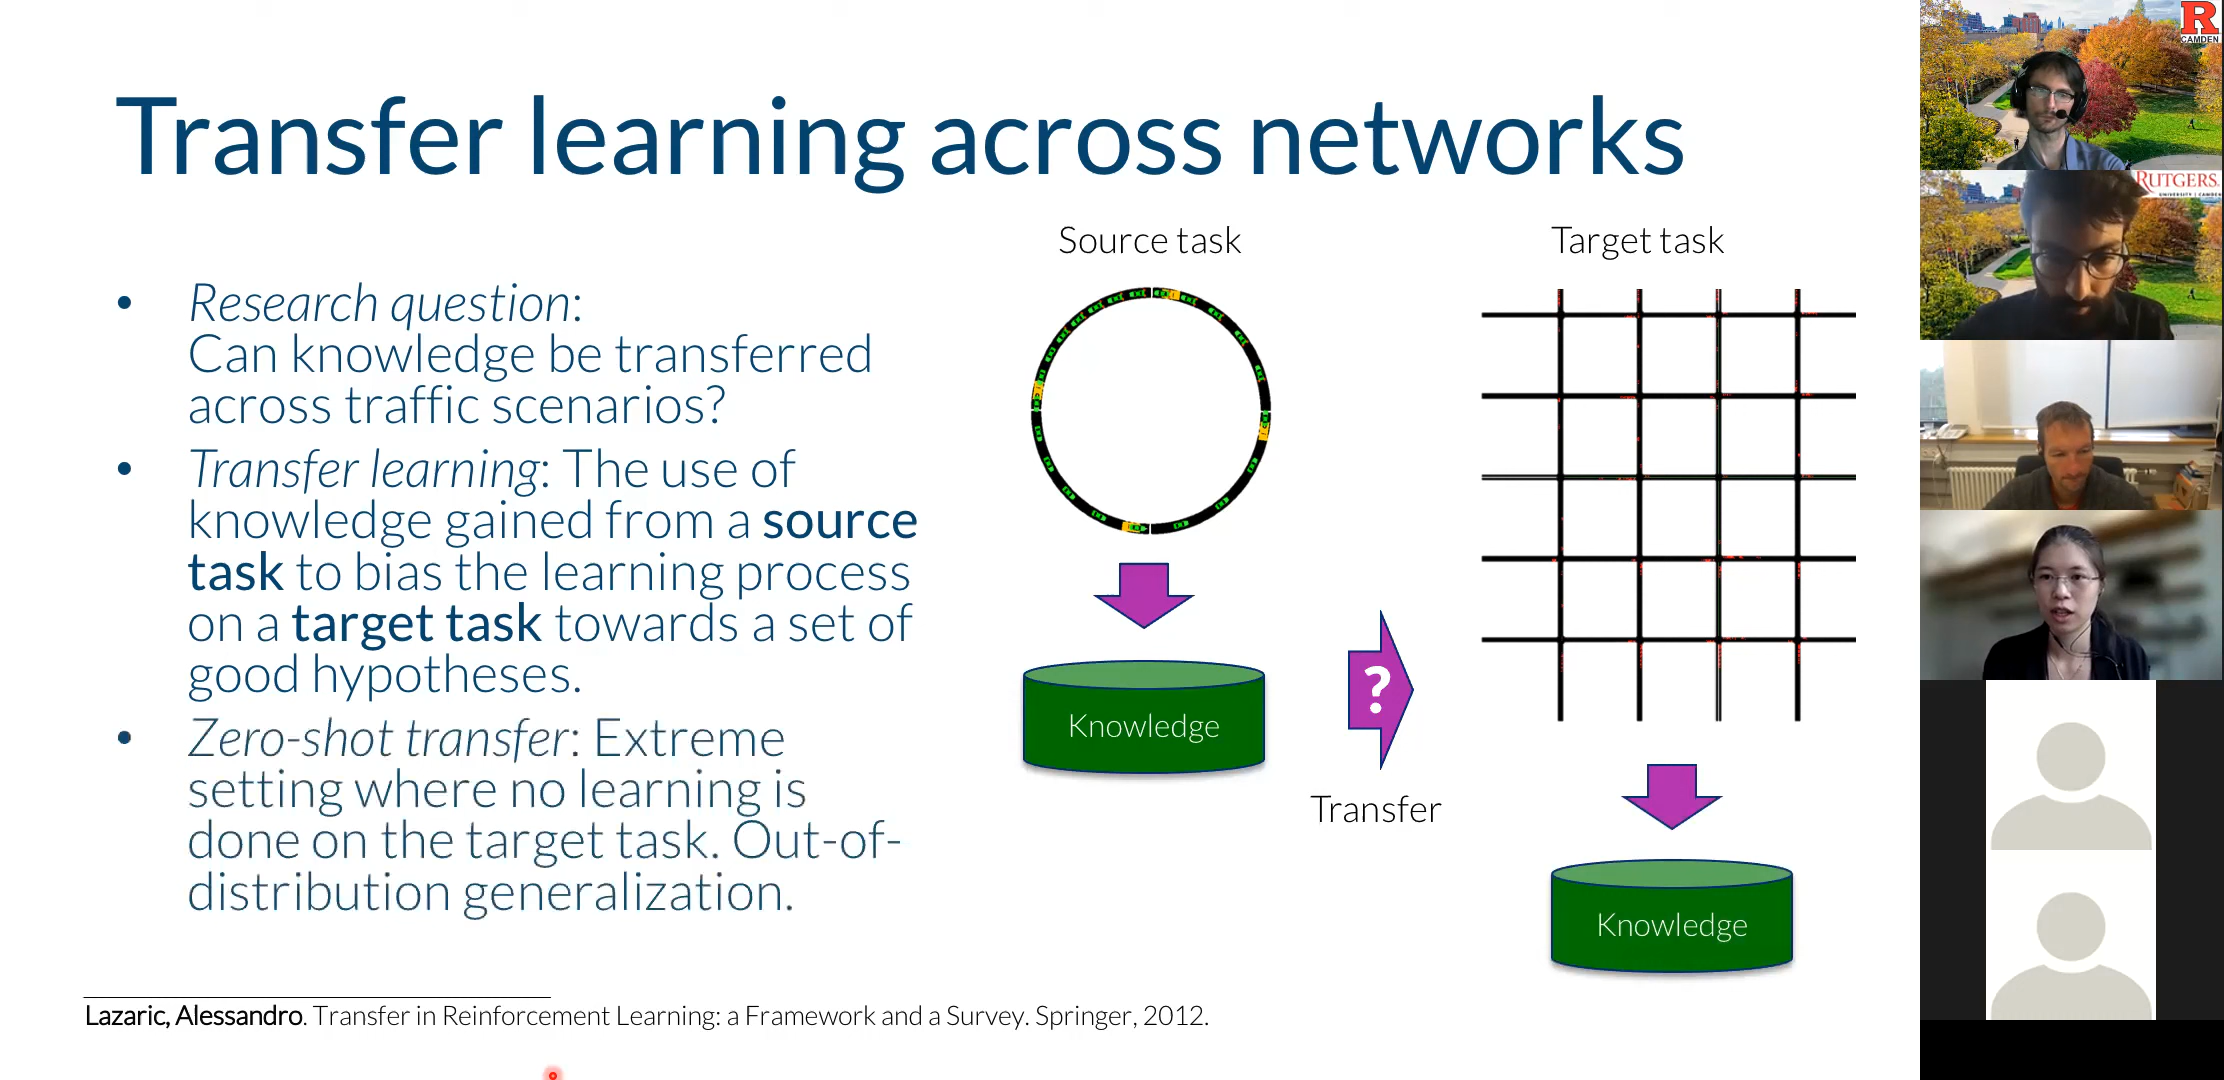 Transfer learning across networks
• Research question:
Can knowledge be transferred
across traffic scenarios?
• Transfer learning: The use of
knowledge gained from a source
task to bias the learning process
on a target task towards a set of
good hypotheses.
• Zero-shot transfer: Extreme
setting where no learning is
done on the target task. Out-of-
distribution generalization.
Source task
Target task
Knowledge
?
Transfer
Knowledge
Lazaric, Alessandro. Transfer in Reinforcement Learning: a Framework and a Survey. Springer, 2012.
R
CAMDEN
RUTGERS
UNIVERSITY | CAMDEN